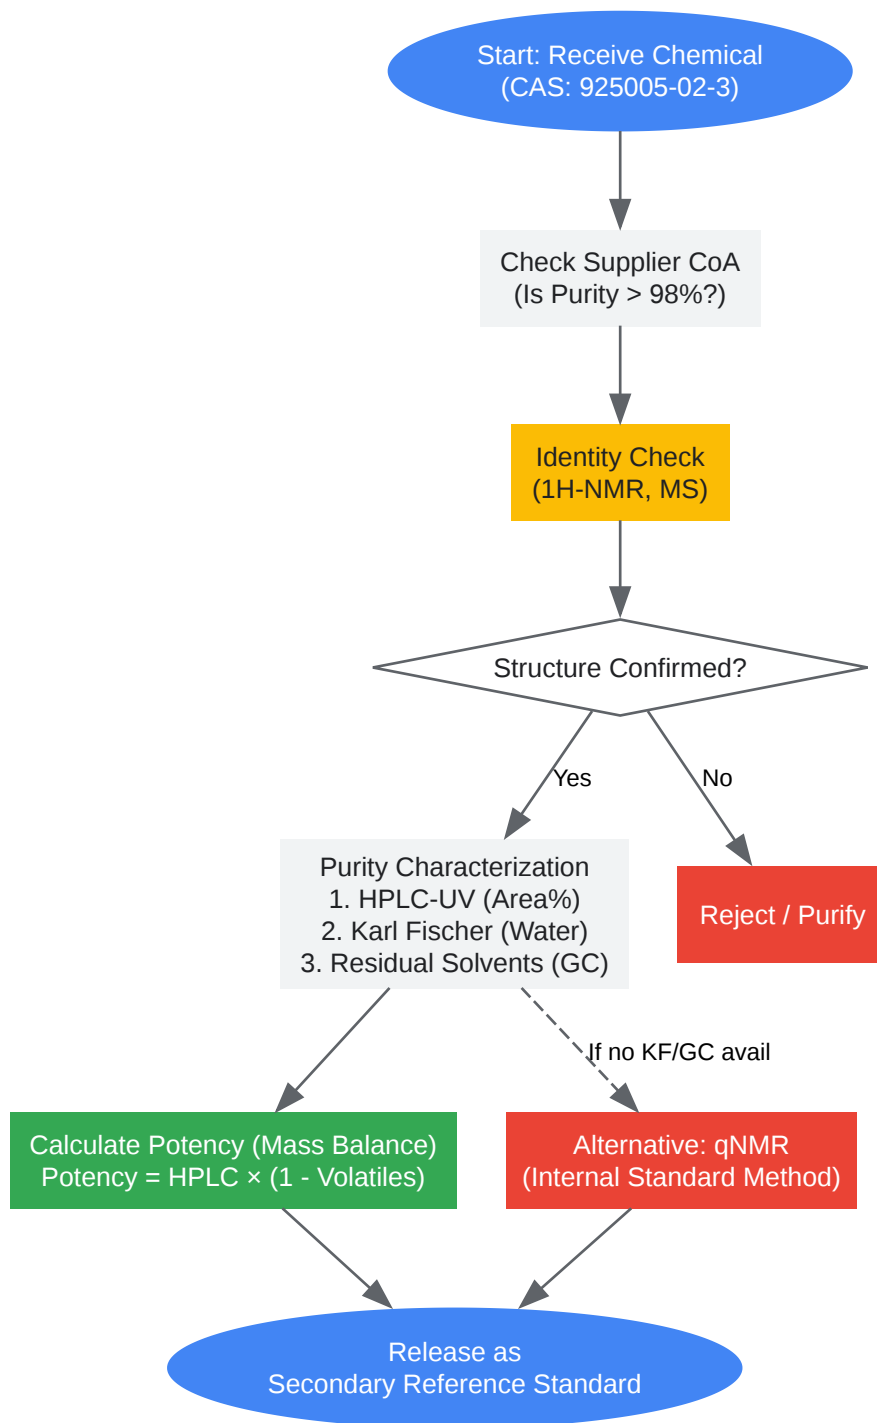 Start: Receive Chemical
(CAS: 925005-02-3)
Check Supplier CoA
(Is Purity > 98%?)
Identity Check
(1H-NMR, MS)
Structure Confirmed?
Yes
No
Purity Characterization
1. HPLC-UV (Area%)
2. Karl Fischer (Water)
3. Residual Solvents (GC)
Reject / Purify
If no KF/GC avail
Calculate Potency (Mass Balance)
Potency = HPLC × (1 - Volatiles)
Alternative: qNMR
(Internal Standard Method)
Release as
Secondary Reference Standard